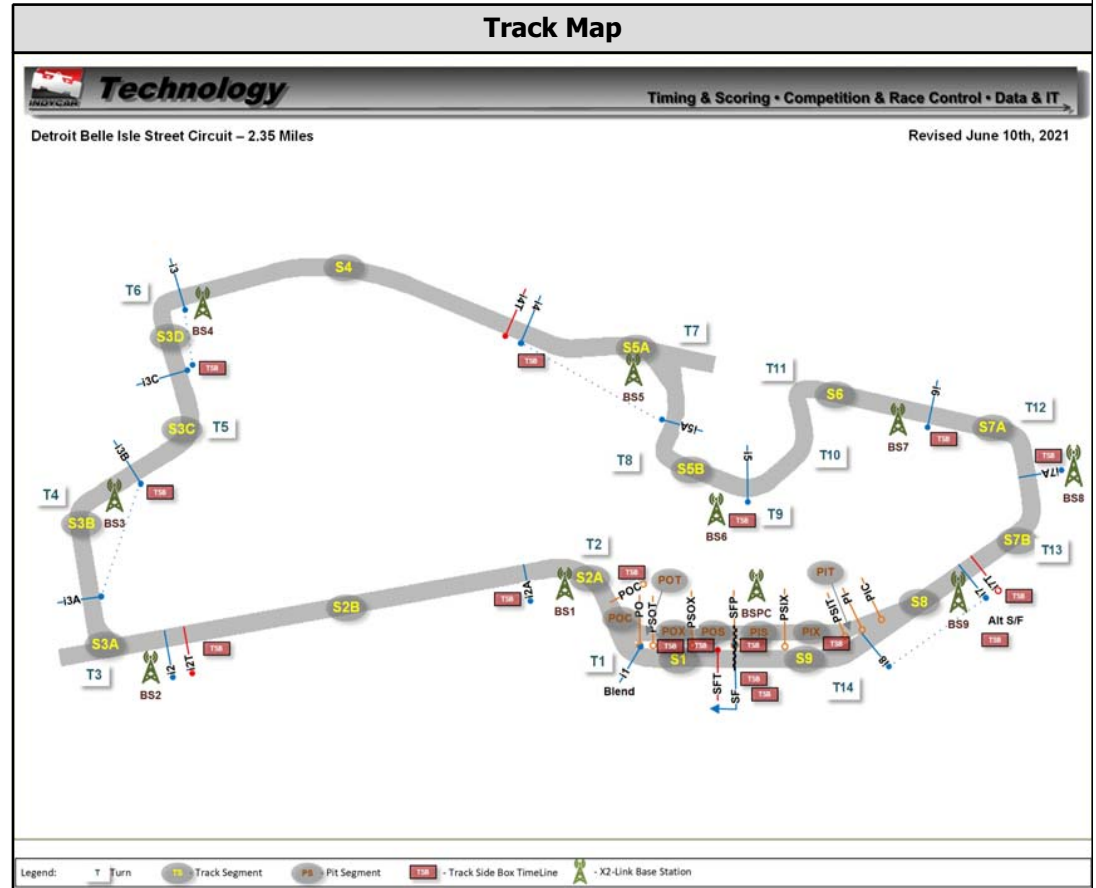 Track Map
INDYCAR
Technology
Timing & Scoring • Competition & Race Control • Data & IT
Detroit Belle Isle Street Circuit – 2.35 Miles
Revised June 10th, 2021
i3
S4
T6
S3D
BS4
i4T
i4
S5A
T7
TSB
i3C
TSB
BS5
T11
S6
i6
S3C
T5
i3B
i5A
BS7
TSB
S7A
T12
T8
S5B
i5
T10
TSB
i7A
BS8
T4
S3B
BS3
TSB
BS6
TSB
T9
S7B
T13
T2
S2A
TSB
POC
POT
PIT
i3A
i2A
TSB
BS1
PO
PSOT
PSOX
SFP
BSPC
PSIX
PSIT
PI
PIC
i7
i7T
TSB
S2B
POC
S8
BS9
Alt S/F
TSB
S3A
POX
POS
PIS
PIX
TSB
TSB
TSB
TSB
T3
BS2
i2
i2T
TSB
T1
i1
Blend
S1
SFT
SF
TSB
TSB
S9
T14
i8
Legend:
T Turn
TS - Track Segment
PS - Pit Segment
TSB - Track Side Box TimeLine
- X2-Link Base Station